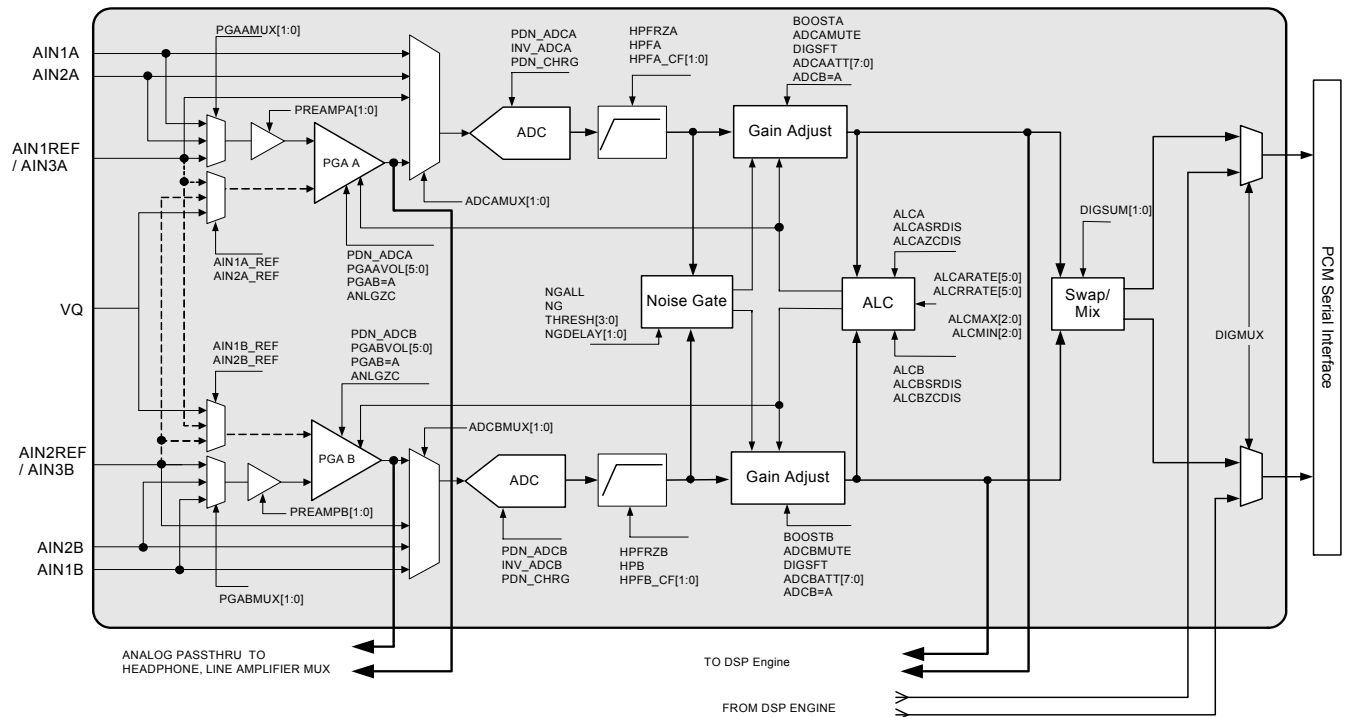 PGAAMUX[1:0]
AIN1A
AIN2A
AIN1REF
/ AIN3A
VQ
AIN2REF
/ AIN3B
AIN2B
AIN1B
PREAMPA[1:0]
PGA A
AIN1A_REF
AIN2A_REF
PDN_ADCA
PGAAVOL[5:0]
PGAB=A
ANLGZC
PDN_ADCA
INV_ADCA
PDN_CHRG
ADC
ADCAMUX[1:0]
HPFRZA
HPFA
HPFA_CF[1:0]
BOOSTA
ADCAMUTE
DIGSFT
ADCAATT[7:0]
ADCB=A
Gain Adjust
NGALL
NG
THRESH[3:0]
NGDELAY[1:0]
Noise Gate
ALCA
ALCASRDIS
ALCAZCDIS
ALC
ALCARATE[5:0]
ALCRRATE[5:0]
ALCMAX[2:0]
ALCMIN[2:0]
ALCB
ALCBSRDIS
ALCBZCDIS
DIGSUM[1:0]
Swap/
Mix
DIGMUX
PCM Serial Interface
AIN1B_REF
AIN2B_REF
PDN_ADCB
PGABVOL[5:0]
PGAB=A
ANLGZC
PGA B
PREAMPB[1:0]
PGABMUX[1:0]
ADCBMUX[1:0]
ADC
PDN_ADCB
INV_ADCB
PDN_CHRG
HPFRZB
HPB
HPFB_CF[1:0]
Gain Adjust
BOOSTB
ADCBMUTE
DIGSFT
ADCBATT[7:0]
ADCB=A
ANALOG PASSTHRU TO
HEADPHONE, LINE AMPLIFIER MUX
TO DSP Engine
FROM DSP ENGINE